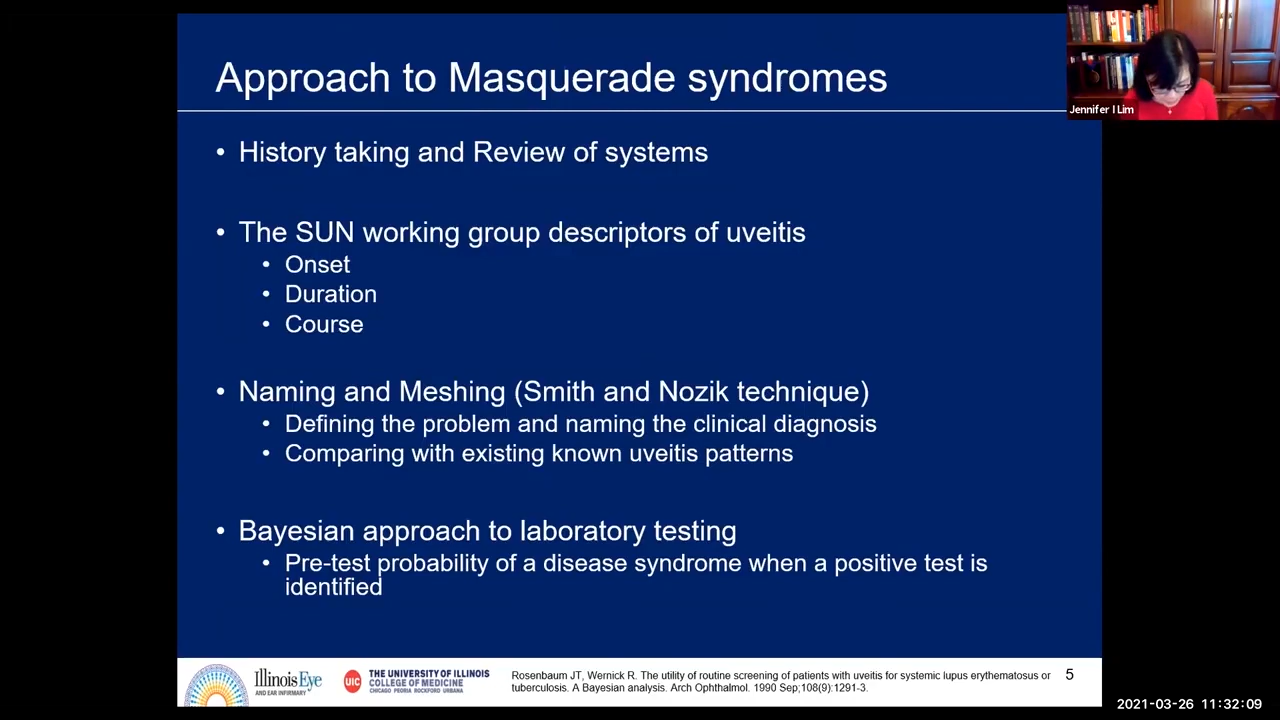 Approach to Masquerade syndromes
Jennifer I Lim
• History taking and Review of systems
• The SUN working group descriptors of uveitis
• Onset
• Duration
• Course
• Naming and Meshing (Smith and Nozik technique)
• Defining the problem and naming the clinical diagnosis
• Comparing with existing known uveitis patterns
• Bayesian approach to laboratory testing
• Pre-test probability of a disease syndrome when a positive test is
identified
Illinois Eye
AND EAR INFIRMARY
UIC
THE UNIVERSITY OF ILLINOIS
COLLEGE OF MEDICINE
CHICAGO PEORIA ROCKFORD URBANA
Rosenbaum JT, Wernick R. The utility of routine screening of patients with uveitis for systemic lupus erythematosus or
tuberculosis. A Bayesian analysis. Arch Ophthalmol. 1990 Sep;108(9):1291-3.
5
2021-03-26 11:32:09